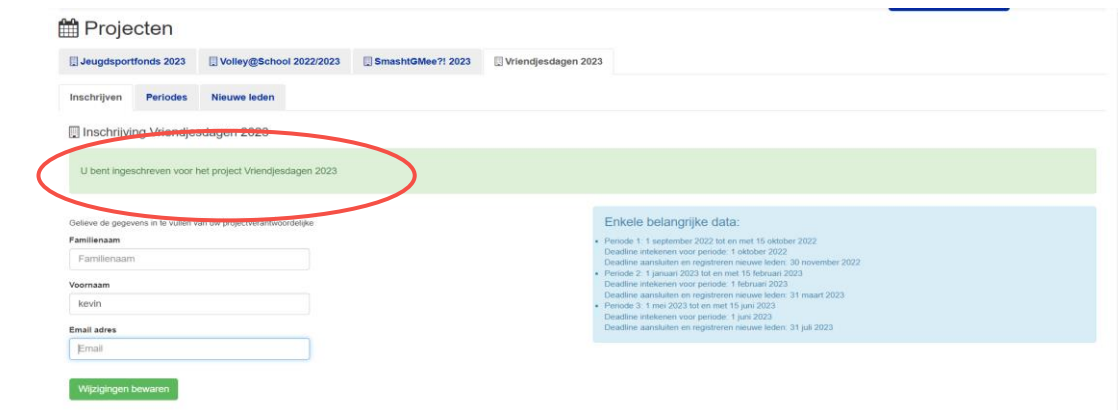 Projecten
Jeugdsportfonds 2023 Volley@School 2022/2023 SmashtGMee?! 2023 Vriendjesdagen 2023
Inschrijven Periodes Nieuwe leden
Inschrijving Vriendjesdagen 2023
U bent ingeschreven voor het project Vriendjesdagen 2023
Gelieve de gegevens in te vullen van uw projectverantwoordelijke
Familienaam
Familienaam
Voornaam
kevin
Email adres
Email
Wijzigingen bewaren
Enkele belangrijke data:
Periode 1: 1 september 2022 tot en met 15 oktober 2022
Deadline intekenen voor periode: 1 oktober 2022
Deadline aansluiten en registreren nieuwe leden: 30 november 2022
Periode 2: 1 januari 2023 tot en met 15 februari 2023
Deadline intekenen voor periode: 1 februari 2023
Deadline aansluiten en registreren nieuwe leden: 31 maart 2023
Periode 3: 1 mei 2023 tot en met 15 juni 2023
Deadline intekenen voor periode: 1 juni 2023
Deadline aansluiten en registreren nieuwe leden: 31 juli 2023